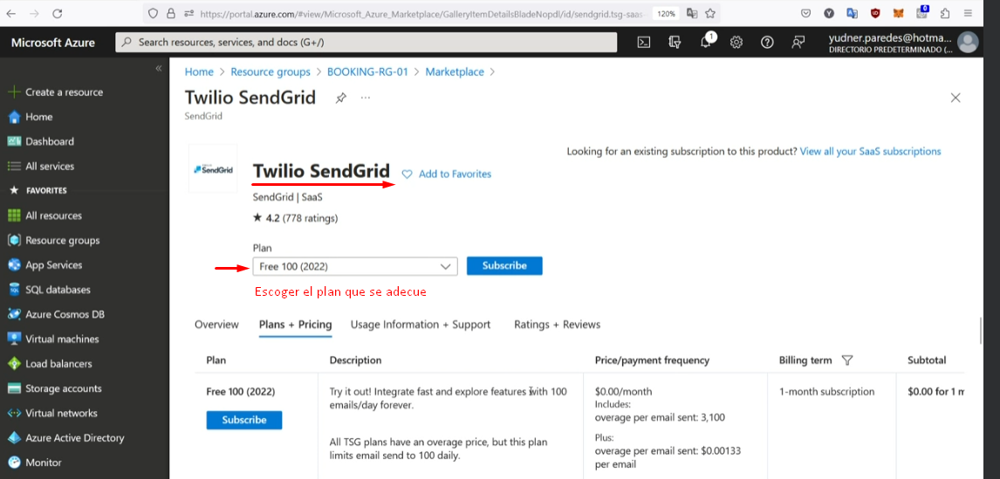 https://portal.azure.com/#view/Microsoft_Azure_Marketplace/GalleryItemDetailsBladeNopdl/id/sendgrid.tsg-saas-
120%
0
Microsoft Azure
Search resources, services, and docs (G+/)
1
yudner.paredes@hotma...
DIRECTORIO PREDETERMINADO (...
Create a resource
Home
Dashboard
All services
FAVORITES
All resources
Resource groups
App Services
SQL databases
Azure Cosmos DB
Virtual machines
Load balancers
Storage accounts
Virtual networks
Azure Active Directory
Monitor
Home > Resource groups > BOOKING-RG-01 > Marketplace >
Twilio SendGrid
SendGrid
Looking for an existing subscription to this product? View all your SaaS subscriptions
SendGrid
Twilio SendGrid
Add to Favorites
SendGrid | SaaS
4.2 (778 ratings)
Plan
Free 100 (2022)
Subscribe
Escoger el plan que se adecue
Overview Plans + Pricing Usage Information + Support Ratings + Reviews
Plan Description Price/payment frequency Billing term Subtotal
Free 100 (2022)
Subscribe
Try it out! Integrate fast and explore features with 100
emails/day forever.
All TSG plans have an overage price, but this plan
limits email send to 100 daily.
$0.00/month
Includes:
overage per email sent: 3,100
Plus:
overage per email sent: $0.00133
per email
1-month subscription
$0.00 for 1 m